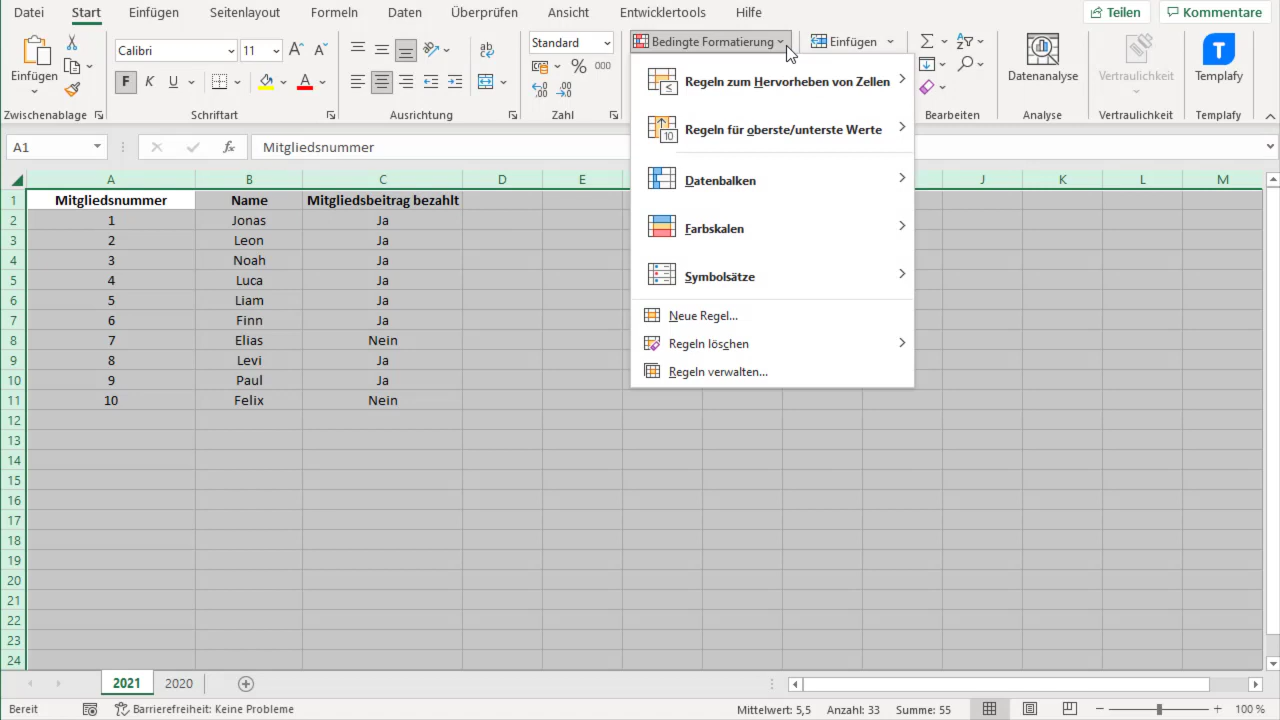 Datei Start Einfügen Seitenlayout Formeln Daten Überprüfen Ansicht Entwicklertools Hilfe Teilen Kommentare
Einfügen
Zwischenablage
Calibri 11
F K U A
Schriftart
Ausrichtung
Standard
% 000
Zahl
Bedingte Formatierung
Einfügen
Bearbeiten
Datenanalyse
Analyse
Vertraulichkeit
Vertraulichkeit
Templafy
Templafy
A1 fx Mitgliedsnummer
Regeln zum Hervorheben von Zellen
Regeln für oberste/unterste Werte
Datenbalken
Farbskalen
Symbolsätze
Neue Regel...
Regeln löschen
Regeln verwalten...
A B C D E J K L M
1 Mitgliedsnummer Name Mitgliedsbeitrag bezahlt
2 1 Jonas Ja
3 2 Leon Ja
4 3 Noah Ja
5 4 Luca Ja
6 5 Liam Ja
7 6 Finn Ja
8 7 Elias Nein
9 8 Levi Ja
10 9 Paul Ja
11 10 Felix Nein
12
13
14
15
16
17
18
19
20
21
22
23
24
2021 2020
Bereit Barrierefreiheit: Keine Probleme Mittelwert: 5,5 Anzahl: 33 Summe: 55 100 %